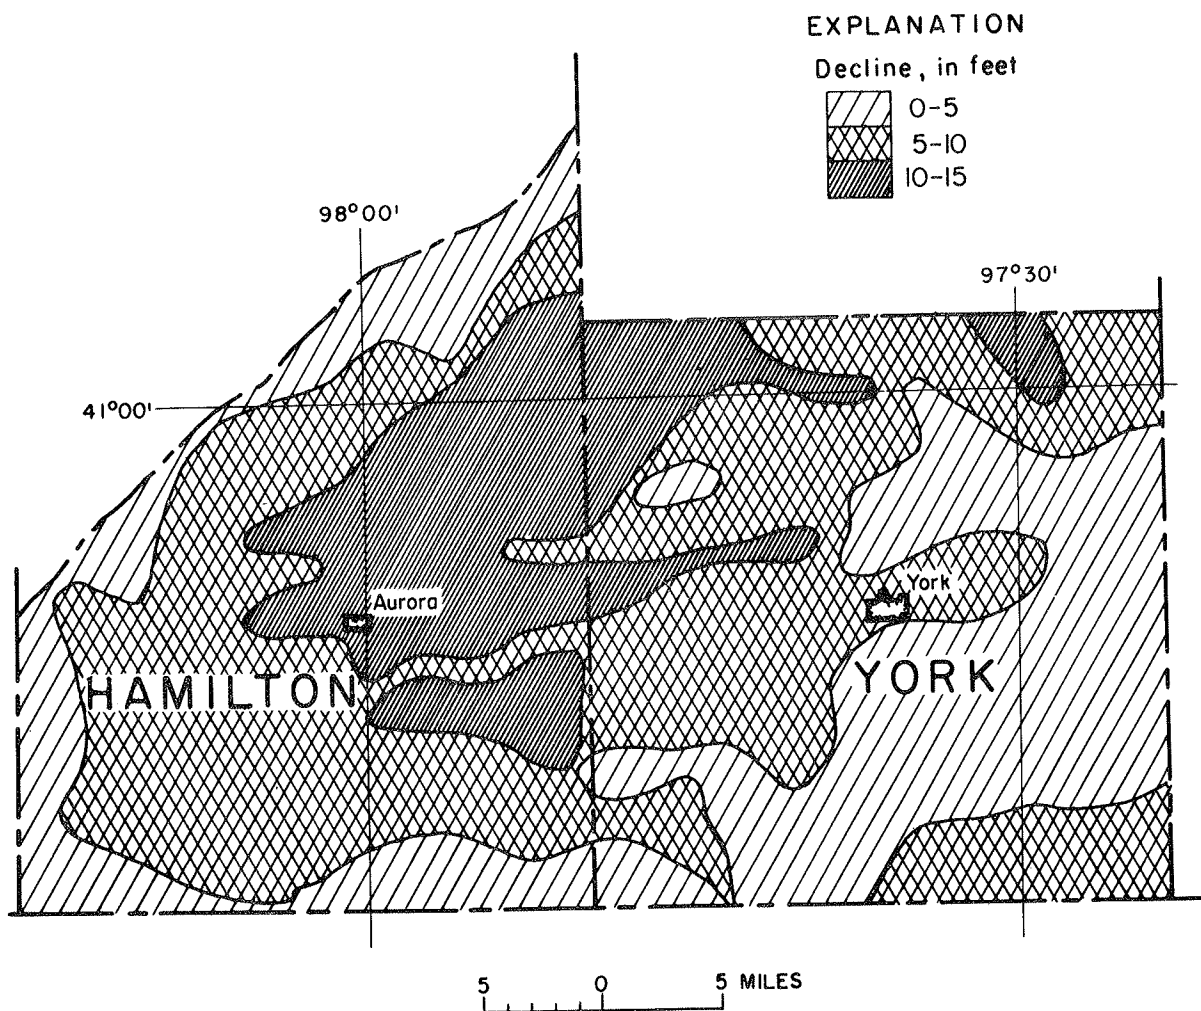 EXPLANATION
Decline, in feet
0-5
5-10
10-15
98°00'
97°30'
41°00'
Aurora
York
HAMILTON
YORK
5 0 5 MILES